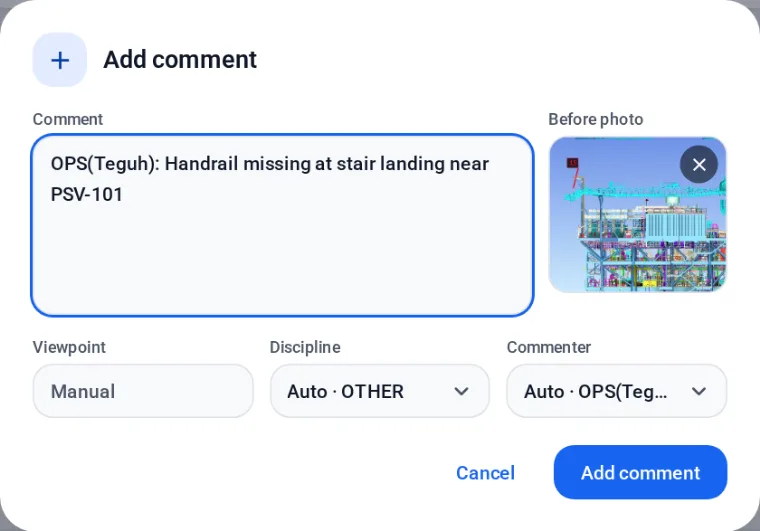 Add comment
Comment
Before photo
OPS(Teguh): Handrail missing at stair landing near
PSV-101
Viewpoint
Discipline
Commenter
Manual
Auto · OTHER
Auto · OPS(Teg...
Cancel
Add comment